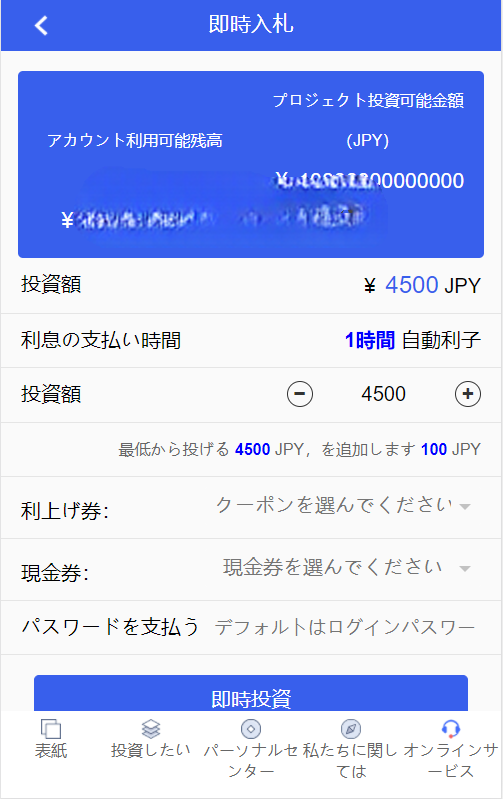 即時入札
プロジェクト投資可能金額
アカウント利用可能残高
(JPY)
¥
¥
投資額
¥ 4500 JPY
利息の支払い時間
1時間 自動利子
投資額
4500
最低から投げる 4500 JPY，を追加します 100 JPY
利上げ券：
クーポンを選んでください
現金券：
現金券を選んでください
パスワードを支払う
デフォルトはログインパスワー
即時投資
表紙
投資したい
パーソナルセ
ンター
私たちに関し
ては
オンラインサ
ービス